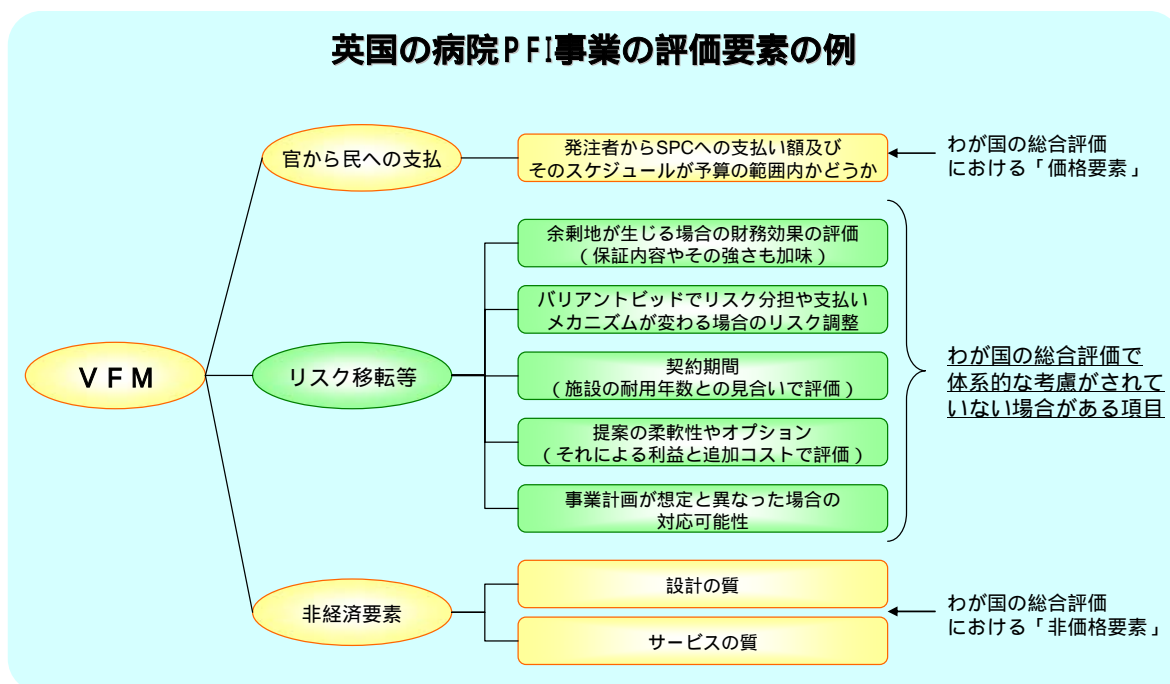 英国の病院PFI事業の評価要素の例
官から民への支払
発注者からSPCへの支払い額及び
そのスケジュールが予算の範囲内かどうか
わが国の総合評価
における「価格要素」
余剰地が生じる場合の財務効果の評価
（保証内容やその強さも加味）
バリアントビッドでリスク分担や支払い
メカニズムが変わる場合のリスク調整
VFM
リスク移転等
契約期間
（施設の耐用年数との見合いで評価）
わが国の総合評価で
体系的な考慮がされて
いない場合がある項目
提案の柔軟性やオプション
（それによる利益と追加コストで評価）
事業計画が想定と異なった場合の
対応可能性
非経済要素
設計の質
サービスの質
わが国の総合評価
における「非価格要素」